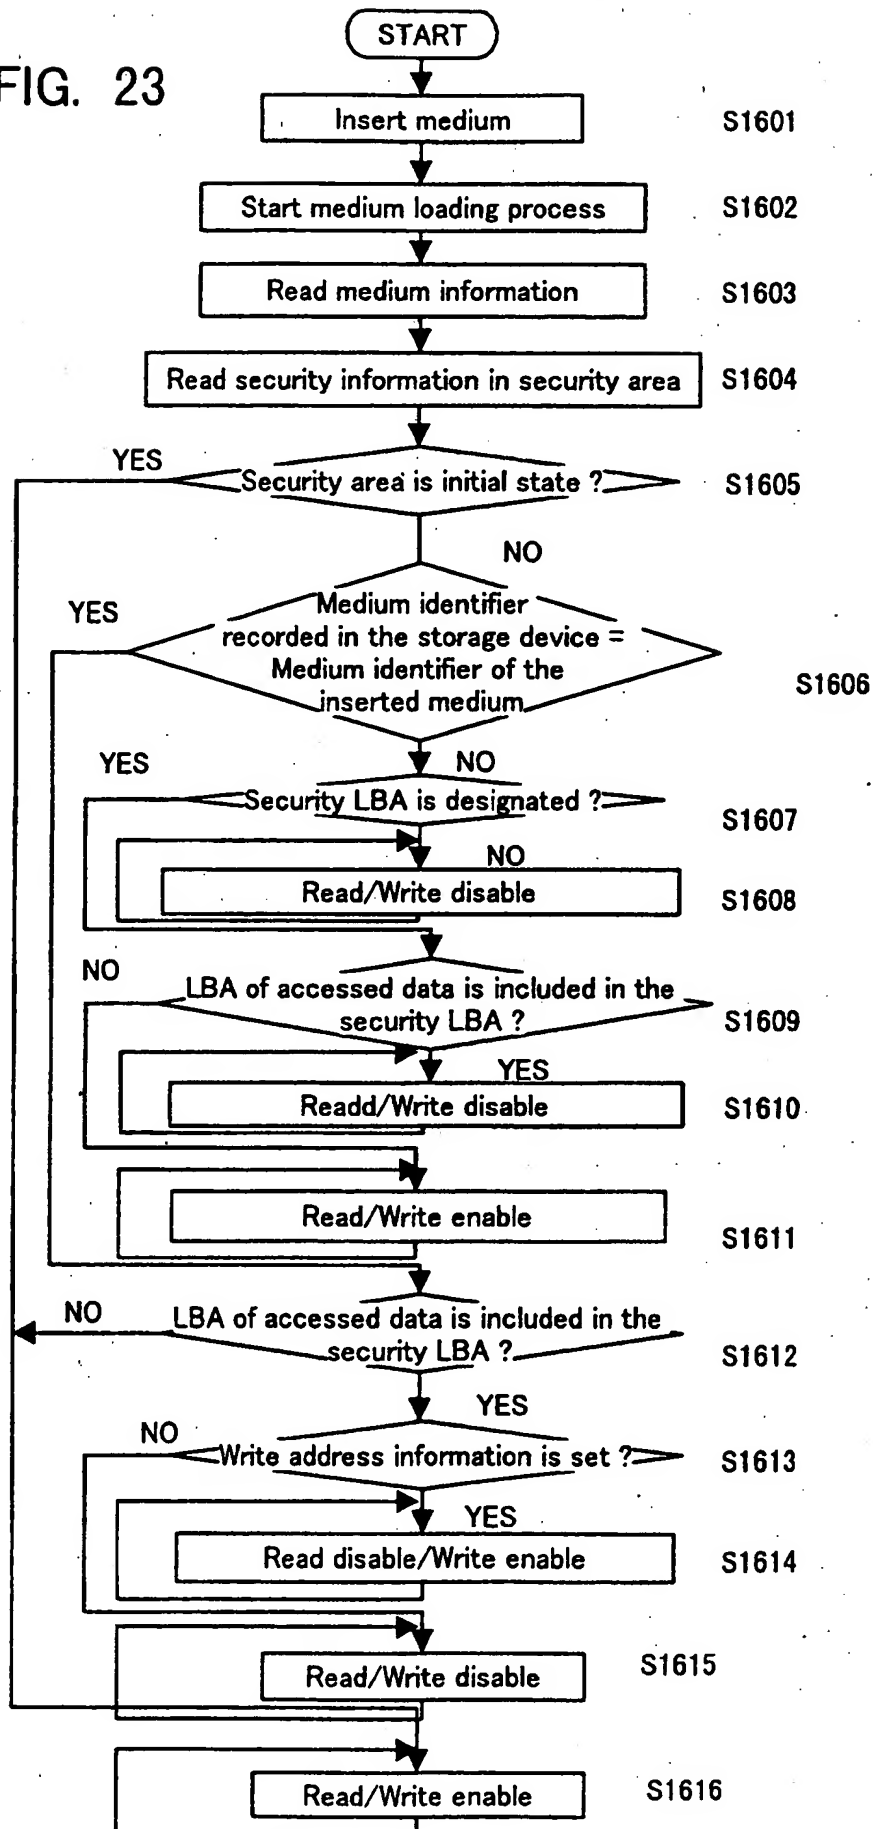 START
FIG. 23
Insert medium
S1601
Start medium loading process
S1602
Read medium information
S1603
Read security information in security area
S1604
YES
Security area is initial state ?
S1605
NO
YES
Medium identifier
recorded in the storage device =
Medium identifier of the
inserted medium
S1606
NO
YES
Security LBA is designated ?
S1607
NO
Read/Write disable
S1608
NO
LBA of accessed data is included in the
security LBA ?
S1609
YES
Readd/Write disable
S1610
Read/Write enable
S1611
NO
LBA of accessed data is included in the
security LBA ?
S1612
YES
NO
Write address information is set ?
S1613
YES
Read disable/Write enable
S1614
Read/Write disable
S1615
Read/Write enable
S1616